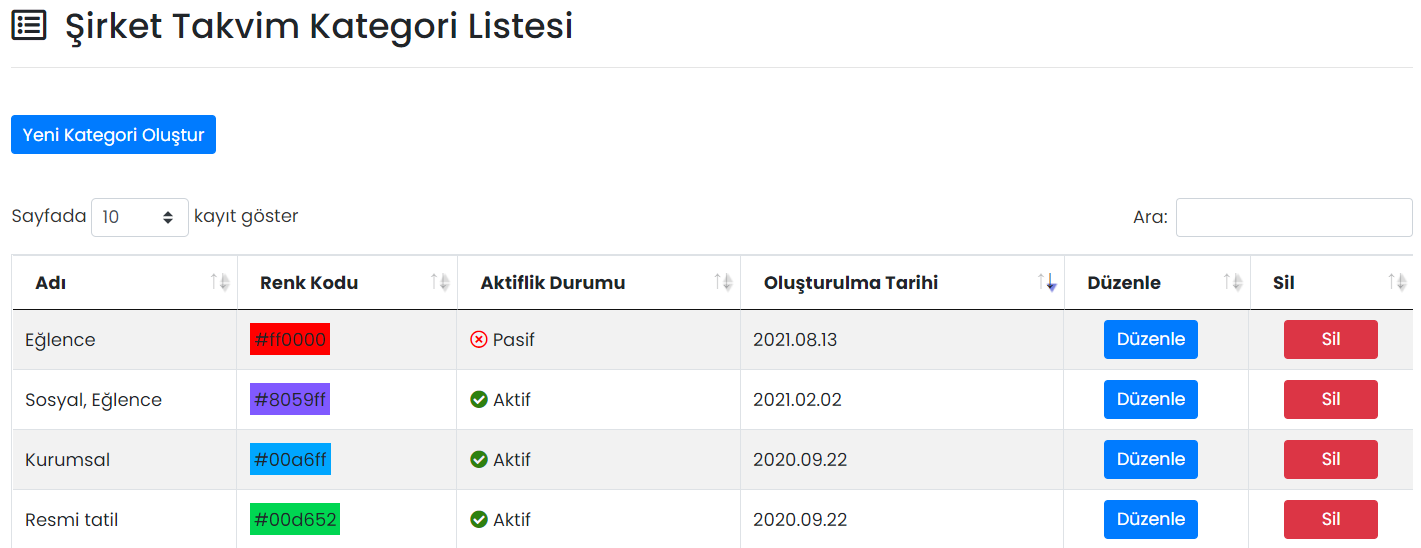 Şirket Takvim Kategori Listesi
Yeni Kategori Oluştur
Sayfada 10 kayıt göster Ara:
Adı Renk Kodu Aktiflik Durumu Oluşturulma Tarihi Düzenle Sil
Eğlence #ff0000 Pasif 2021.08.13 Düzenle Sil
Sosyal, Eğlence #8059ff Aktif 2021.02.02 Düzenle Sil
Kurumsal #00a6ff Aktif 2020.09.22 Düzenle Sil
Resmi tatil #00d652 Aktif 2020.09.22 Düzenle Sil